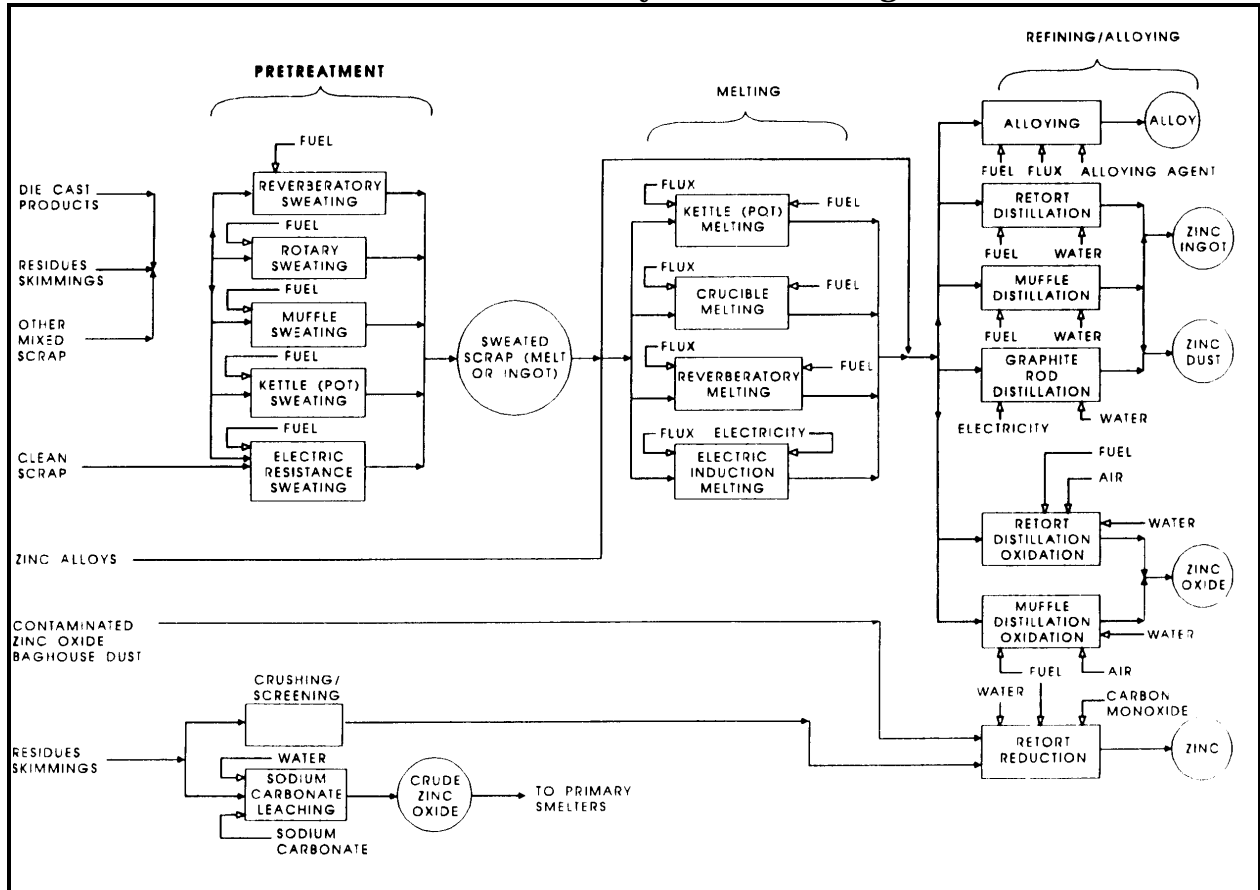 REFINING/ALLOYING
PRETREATMENT
MELTING
ALLOYING
ALLOY
FUEL
FLUX
ALLOYING AGENT
DIE CAST
PRODUCTS
RESIDUES
SKIMMINGS
OTHER
MIXED
SCRAP
CLEAN
SCRAP
FUEL
REVERBERATORY
SWEATING
FUEL
ROTARY
SWEATING
FUEL
MUFFLE
SWEATING
FUEL
KETTLE (POT)
SWEATING
FUEL
ELECTRIC
RESISTANCE
SWEATING
SWEATED
SCRAP (MELT
OR INGOT)
FLUX
FUEL
KETTLE (POT)
MELTING
FLUX
FUEL
CRUCIBLE
MELTING
FLUX
FUEL
REVERBERATORY
MELTING
FLUX
ELECTRICITY
ELECTRIC
INDUCTION
MELTING
RETORT
DISTILLATION
FUEL
WATER
MUFFLE
DISTILLATION
FUEL
WATER
GRAPHITE
ROD
DISTILLATION
ELECTRICITY
WATER
ZINC
INGOT
ZINC
DUST
FUEL
AIR
RETORT
DISTILLATION
OXIDATION
WATER
MUFFLE
DISTILLATION
OXIDATION
WATER
FUEL
AIR
ZINC
OXIDE
ZINC ALLOYS
CONTAMINATED
ZINC OXIDE
BAGHOUSE DUST
WATER
CARBON
MONOXIDE
RETORT
REDUCTION
ZINC
CRUSHING/
SCREENING
RESIDUES
SKIMMINGS
WATER
SODIUM
CARBONATE
LEACHING
SODIUM
CARBONATE
CRUDE
ZINC
OXIDE
TO PRIMARY
SMELTERS